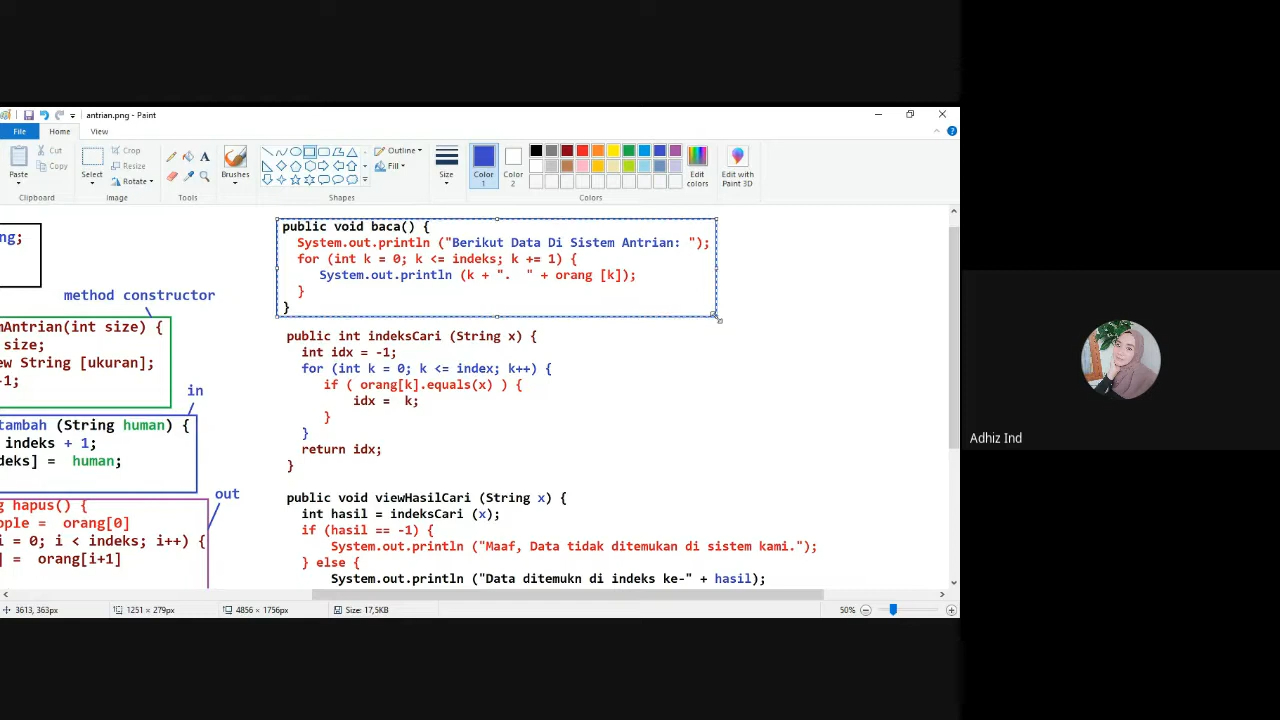 antrian.png - Paint
File Home View
Paste
Cut
Copy
Clipboard
Select
Crop
Resize
Rotate
Image
Tools
Brushes
Shapes
Outline
Fill
Size
Color 1
Color 2
Edit colors
Edit with Paint 3D
Colors
ng;
method constructor
mAntrian(int size) {
size;
ew String [ukuran];
-1;
in
tambah (String human) {
indeks + 1;
deks] = human;
out
g hapus() {
ople = orang[0]
i = 0; i < indeks; i++) {
] = orang[i+1]
public void baca() {
System.out.println ("Berikut Data Di Sistem Antrian: ");
for (int k = 0; k <= indeks; k += 1) {
System.out.println (k + ".  " + orang [k]);
}
}
public int indeksCari (String x) {
int idx = -1;
for (int k = 0; k <= index; k++) {
if ( orang[k].equals(x) ) {
idx =  k;
}
}
return idx;
}
public void viewHasilCari (String x) {
int hasil = indeksCari (x);
if (hasil == -1) {
System.out.println ("Maaf, Data tidak ditemukan di sistem kami.");
} else {
System.out.println ("Data ditemukn di indeks ke-" + hasil);
3613, 363px
1251 × 279px
4856 × 1756px
Size: 17,5KB
50%
Adhiz Ind